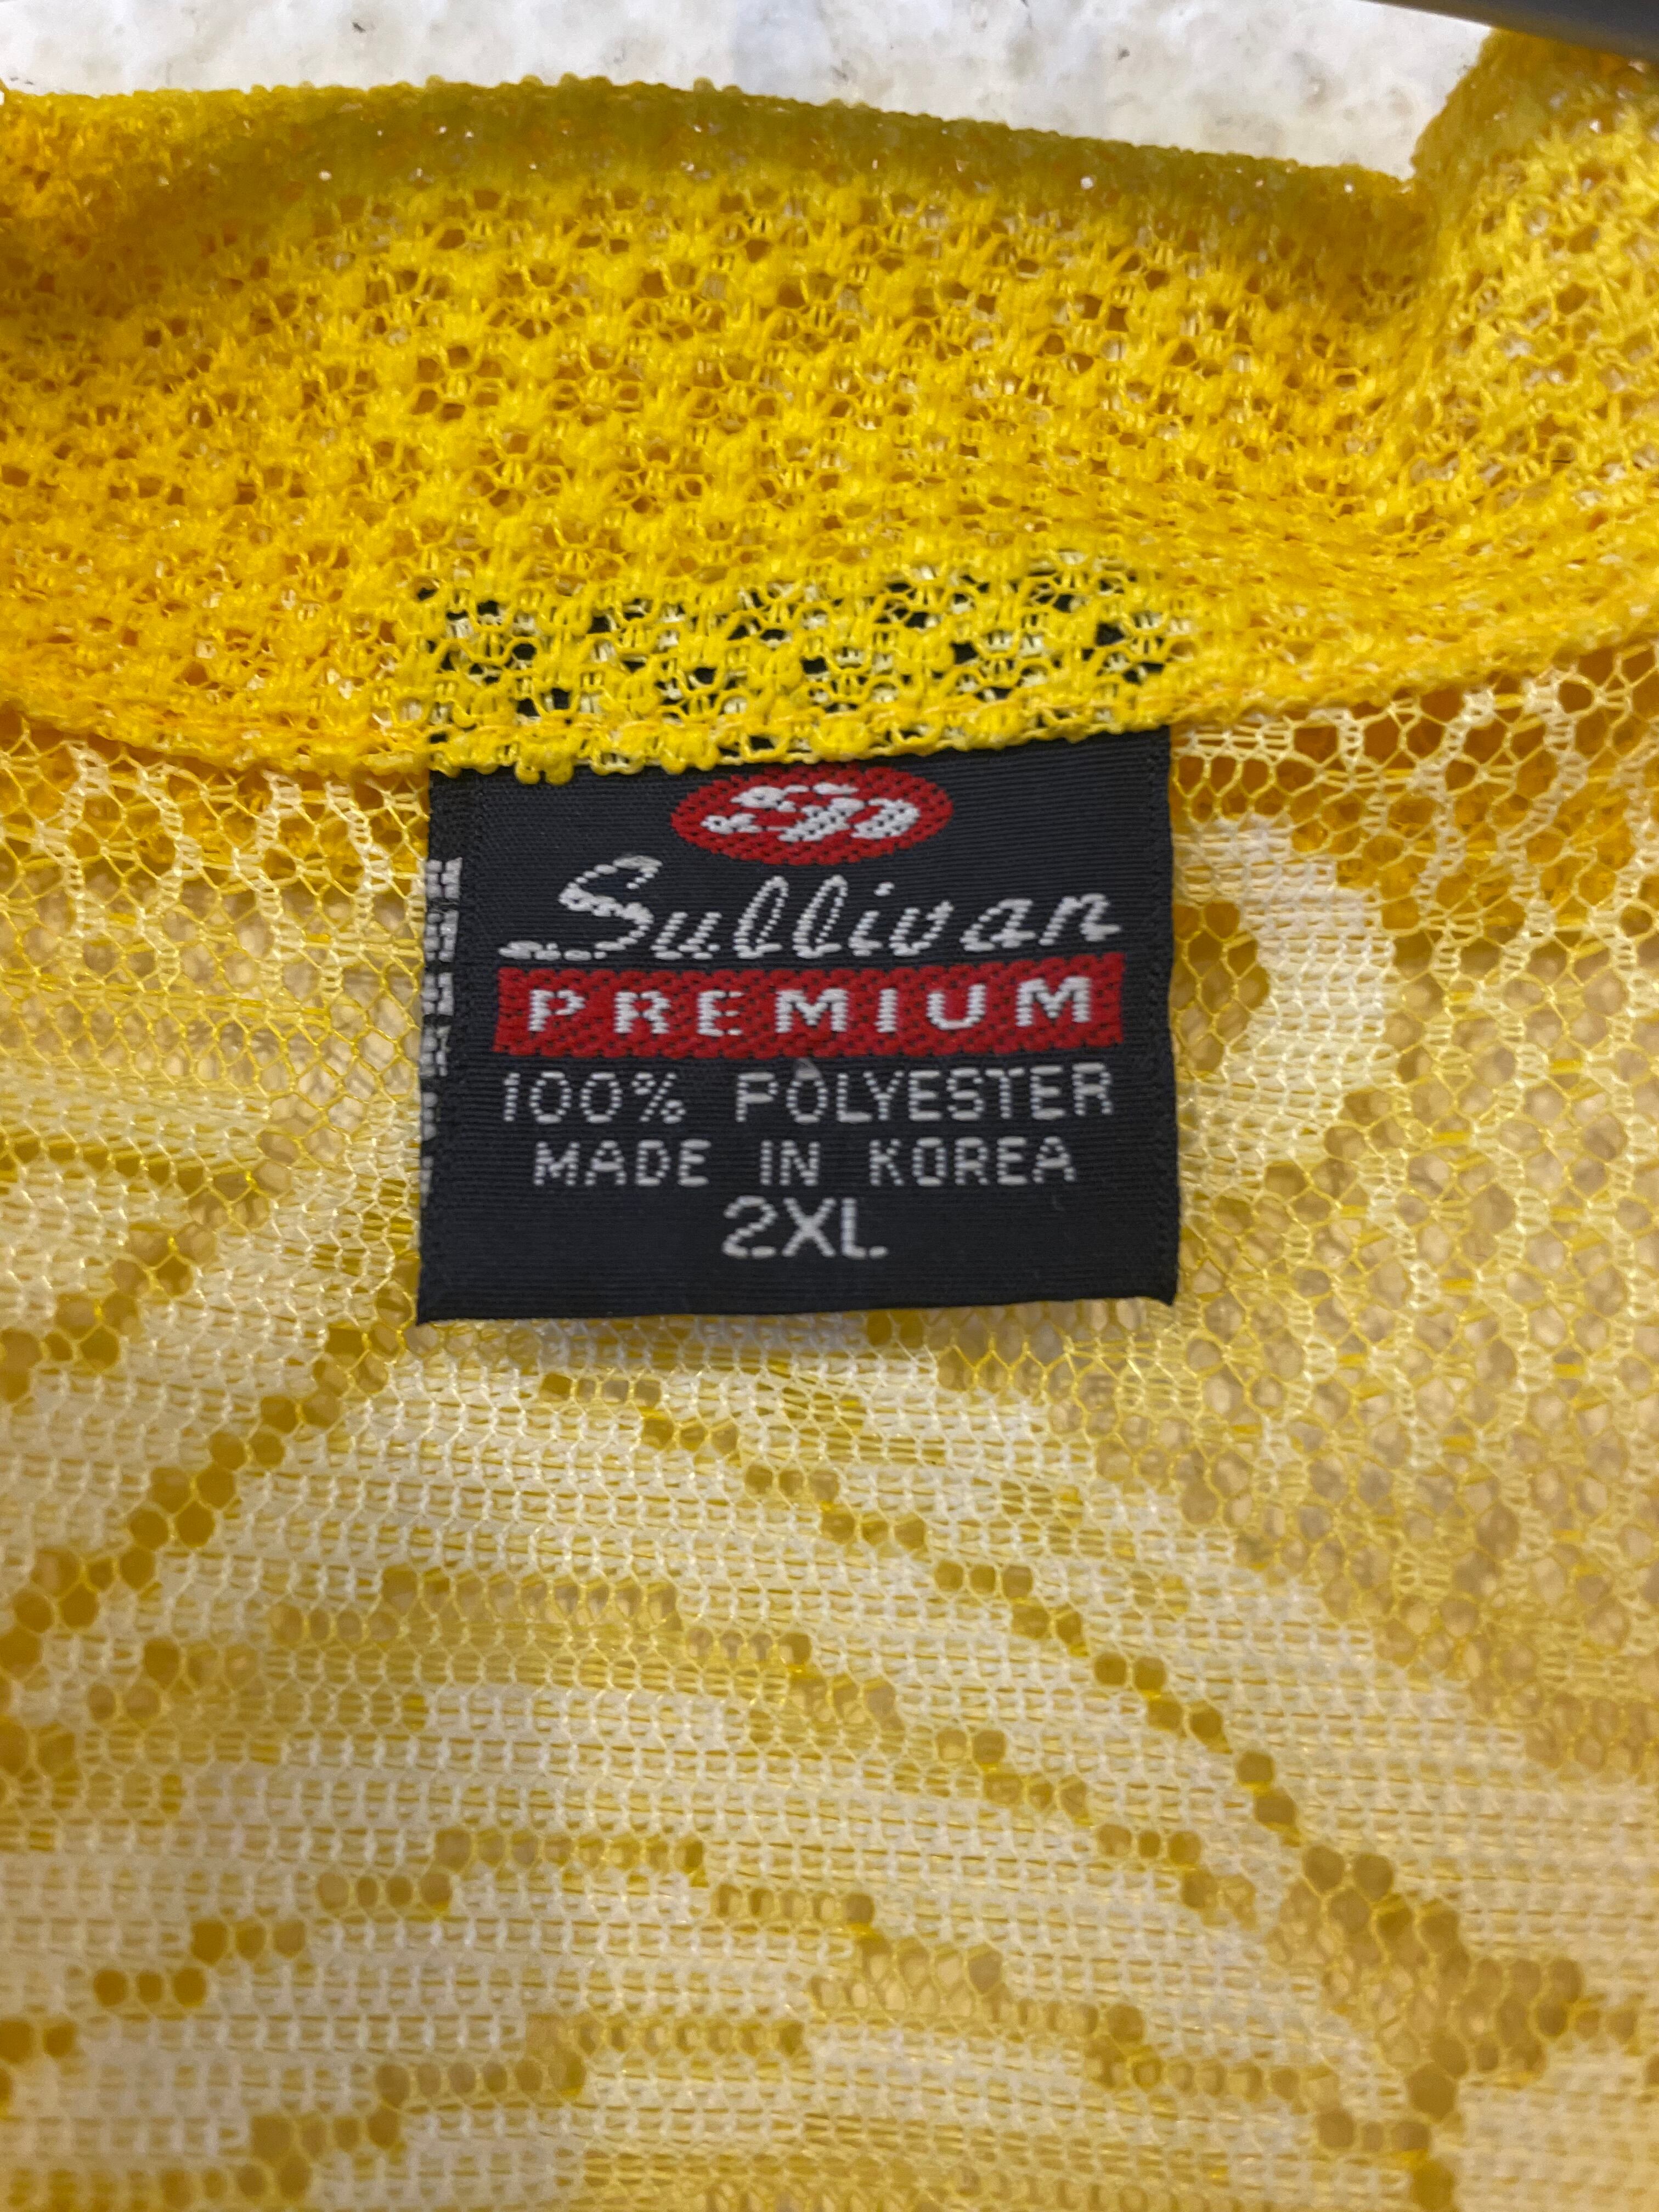 Sullivan
PREMIUM
100% POLYESTER
MADE IN KOREA
2XL